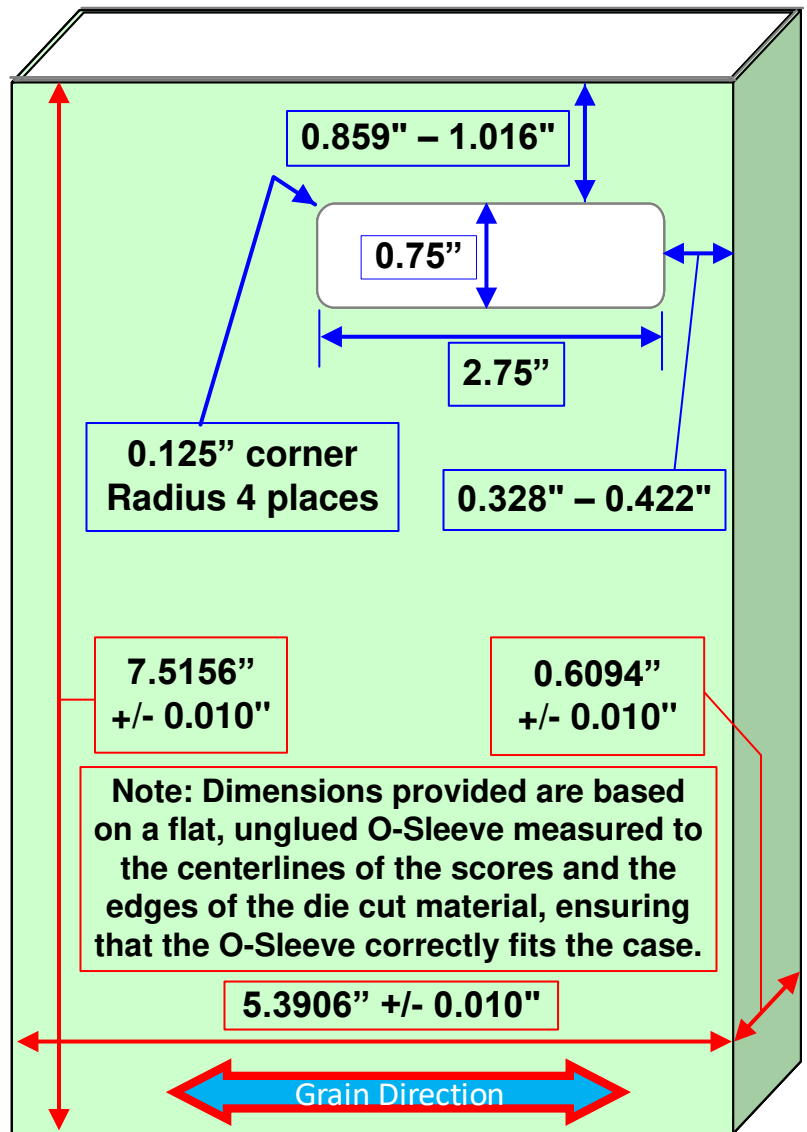 0.859" – 1.016"
0.75”
2.75”
0.125” corner
Radius 4 places
0.328" – 0.422"
7.5156”
+/- 0.010"
0.6094”
+/- 0.010"
Note: Dimensions provided are based
on a flat, unglued O-Sleeve measured to
the centerlines of the scores and the
edges of the die cut material, ensuring
that the O-Sleeve correctly fits the case.
5.3906” +/- 0.010"
Grain Direction